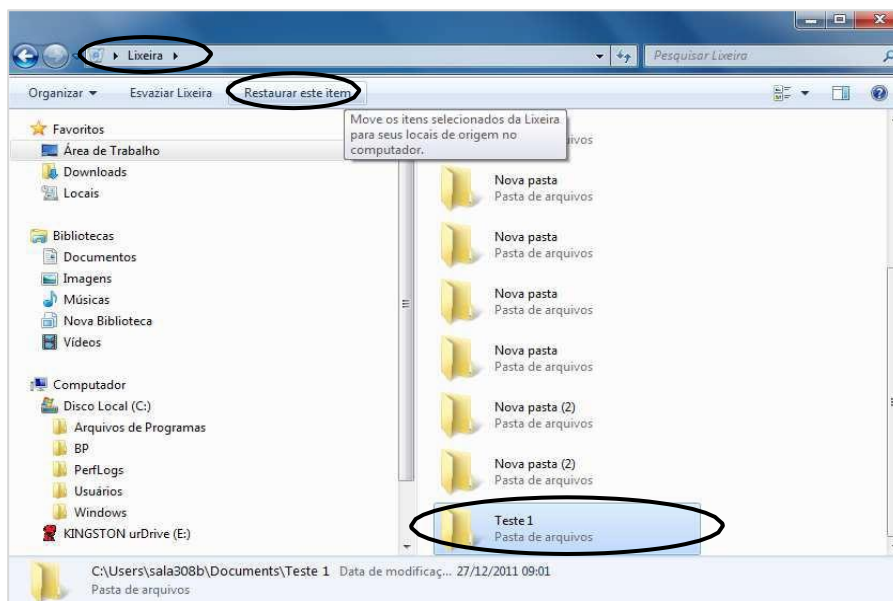 Lixeira
Pesquisar Lixeira
Organizar Esvaziar Lixeira Restaurar este item
Move os itens selecionados da Lixeira
para seus locais de origem no
computador.
Favoritos
Área de Trabalho
Downloads
Locais
Bibliotecas
Documentos
Imagens
Músicas
Nova Biblioteca
Vídeos
Computador
Disco Local (C:)
Arquivos de Programas
BP
PerfLogs
Usuários
Windows
KINGSTON urDrive (E:)
Nova pasta
Pasta de arquivos
Nova pasta
Pasta de arquivos
Nova pasta
Pasta de arquivos
Nova pasta
Pasta de arquivos
Nova pasta (2)
Pasta de arquivos
Nova pasta (2)
Pasta de arquivos
Teste 1
Pasta de arquivos
C:\Users\sala308b\Documents\Teste 1 Data de modificaç... 27/12/2011 09:01
Pasta de arquivos